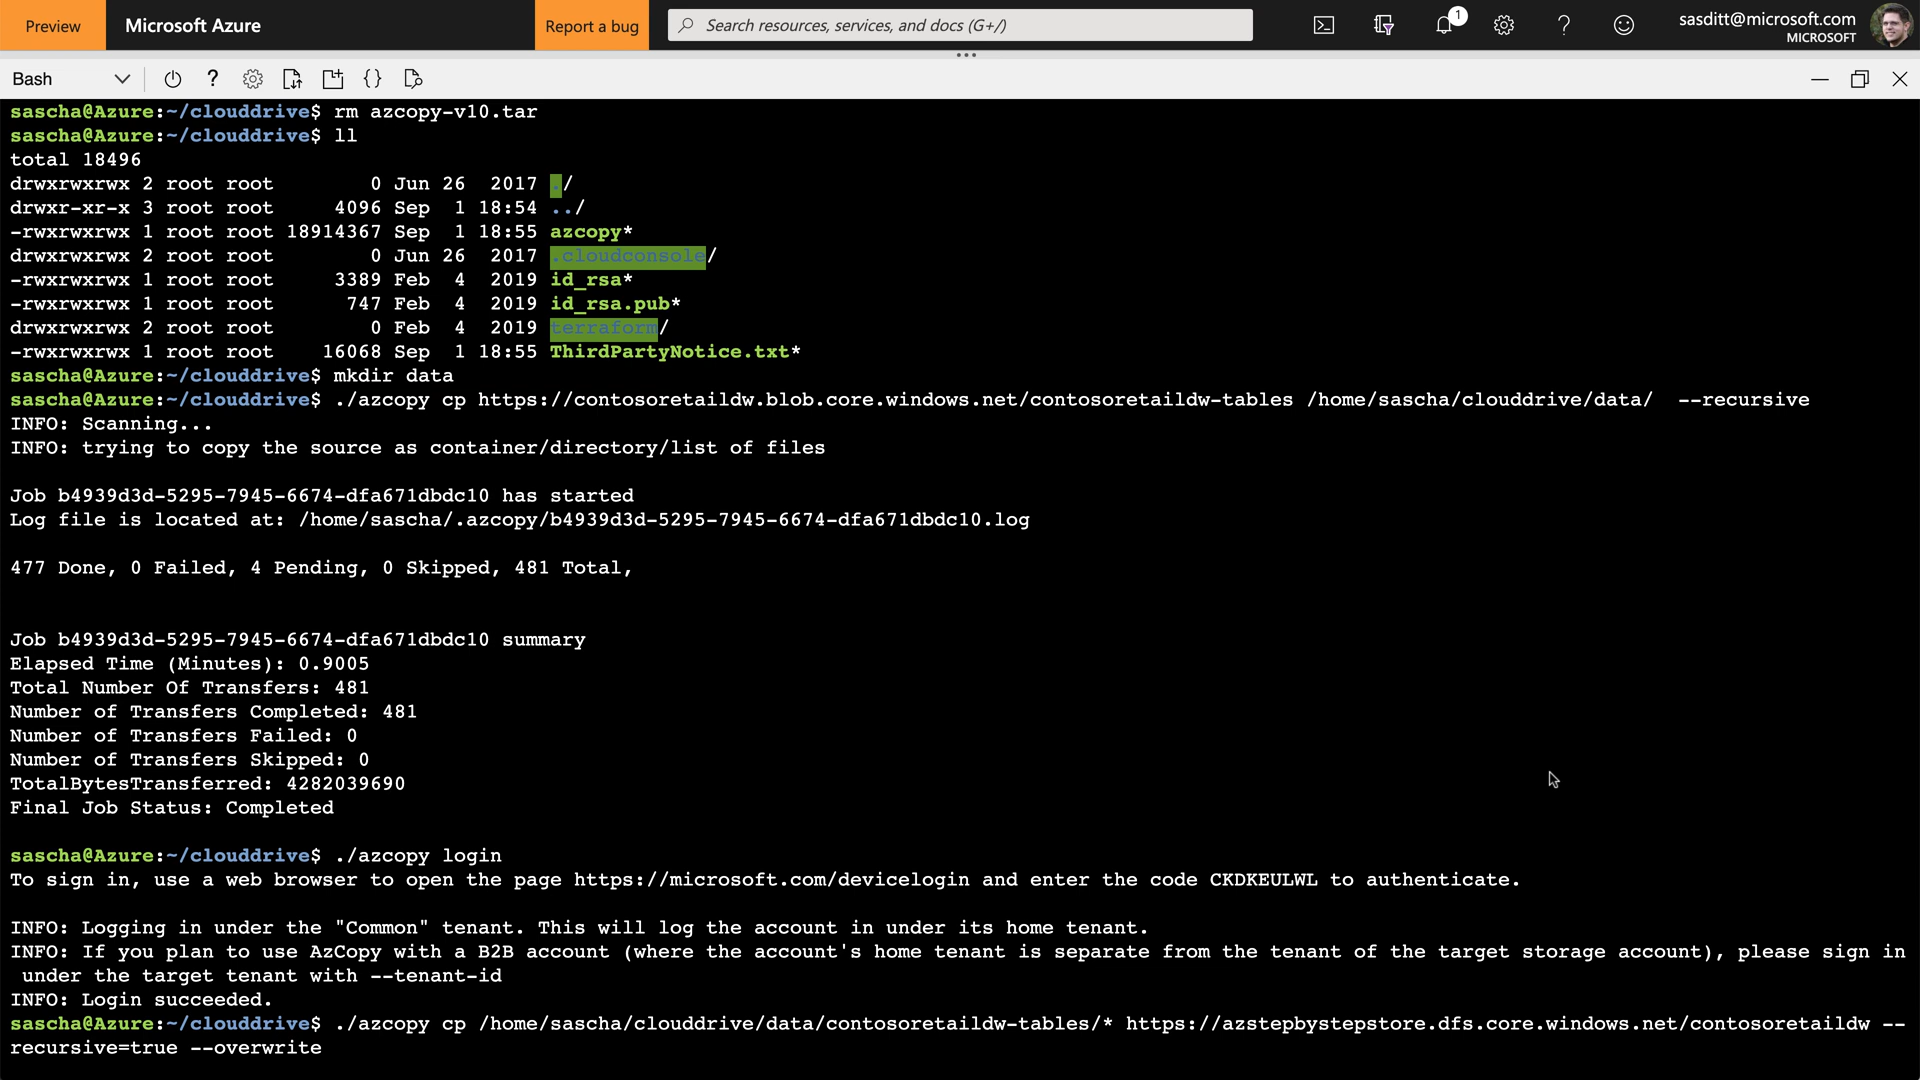 Preview Microsoft Azure Report a bug Search resources, services, and docs (G+/) 1 sasditt@microsoft.com
MICROSOFT
Bash
sascha@Azure:~/clouddrive$ rm azcopy-v10.tar
sascha@Azure:~/clouddrive$ ll
total 18496
drwxrwxrwx 2 root root 0 Jun 26 2017 ./
drwxr-xr-x 3 root root 4096 Sep 1 18:54 ../
-rwxrwxrwx 1 root root 18914367 Sep 1 18:55 azcopy*
drwxrwxrwx 2 root root 0 Jun 26 2017 .cloudconsole/
-rwxrwxrwx 1 root root 3389 Feb 4 2019 id_rsa*
-rwxrwxrwx 1 root root 747 Feb 4 2019 id_rsa.pub*
drwxrwxrwx 2 root root 0 Feb 4 2019 terraform/
-rwxrwxrwx 1 root root 16068 Sep 1 18:55 ThirdPartyNotice.txt*
sascha@Azure:~/clouddrive$ mkdir data
sascha@Azure:~/clouddrive$ ./azcopy cp https://contosoretaildw.blob.core.windows.net/contosoretaildw-tables /home/sascha/clouddrive/data/ --recursive
INFO: Scanning...
INFO: trying to copy the source as container/directory/list of files
Job b4939d3d-5295-7945-6674-dfa671dbdc10 has started
Log file is located at: /home/sascha/.azcopy/b4939d3d-5295-7945-6674-dfa671dbdc10.log
477 Done, 0 Failed, 4 Pending, 0 Skipped, 481 Total,
Job b4939d3d-5295-7945-6674-dfa671dbdc10 summary
Elapsed Time (Minutes): 0.9005
Total Number Of Transfers: 481
Number of Transfers Completed: 481
Number of Transfers Failed: 0
Number of Transfers Skipped: 0
TotalBytesTransferred: 4282039690
Final Job Status: Completed
sascha@Azure:~/clouddrive$ ./azcopy login
To sign in, use a web browser to open the page https://microsoft.com/devicelogin and enter the code CKDKEULWL to authenticate.
INFO: Logging in under the "Common" tenant. This will log the account in under its home tenant.
INFO: If you plan to use AzCopy with a B2B account (where the account's home tenant is separate from the tenant of the target storage account), please sign in
under the target tenant with --tenant-id
INFO: Login succeeded.
sascha@Azure:~/clouddrive$ ./azcopy cp /home/sascha/clouddrive/data/contosoretaildw-tables/* https://azstepbystepstore.dfs.core.windows.net/contosoretaildw --
recursive=true --overwrite